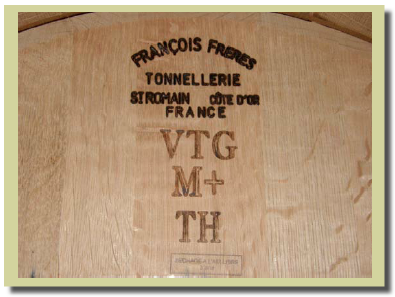 FRANÇOIS FRERES
TONNELLERIE
ST ROMAIN CÔTE D'OR
FRANCE
VTG
M+
TH